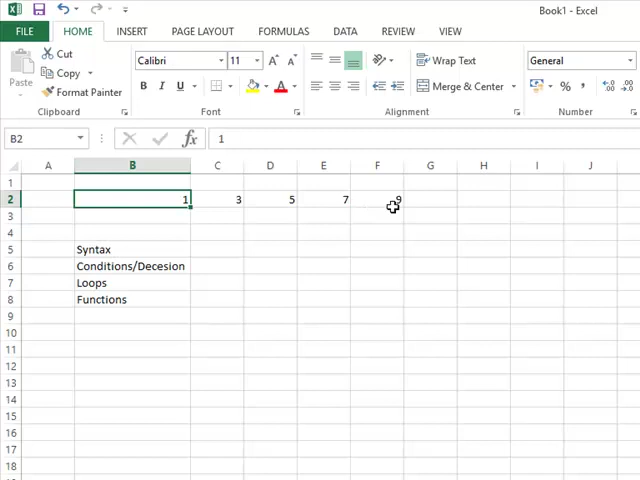 Book1 - Excel
FILE HOME INSERT PAGE LAYOUT FORMULAS DATA REVIEW VIEW
Cut Calibri 11 A A Wrap Text General
Copy
Paste Format Painter B I U A Merge & Center % , .00
Clipboard Font Alignment Number
B2 fx 1
A B C D E F G H I J
1
2 1 3 5 7 9
3
4
5 Syntax
6 Conditions/Decesion
7 Loops
8 Functions
9
10
11
12
13
14
15
16
17
18